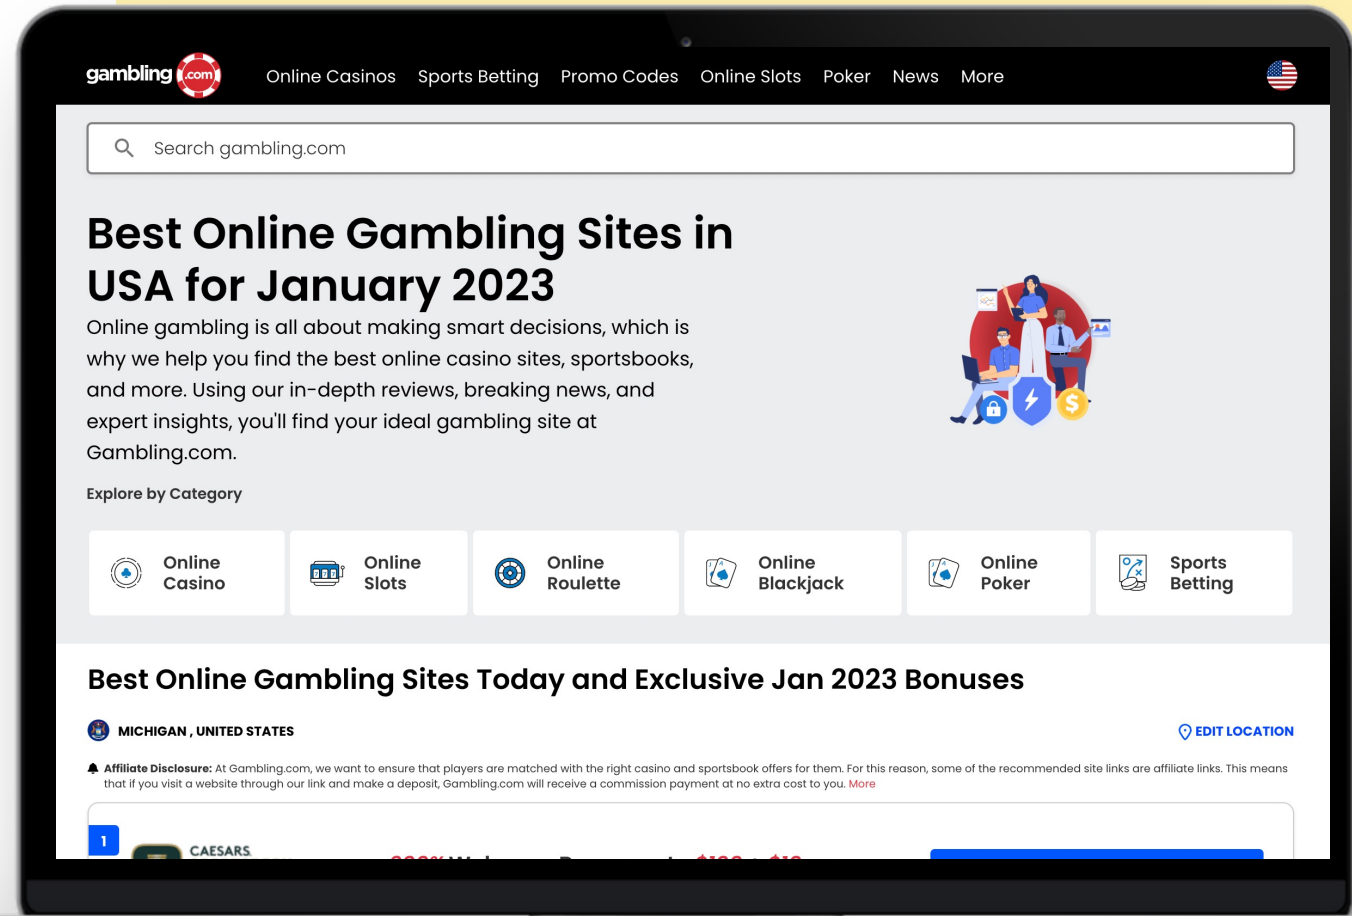 gambling .com Online Casinos Sports Betting Promo Codes Online Slots Poker News More
Search gambling.com
Best Online Gambling Sites in
USA for January 2023
Online gambling is all about making smart decisions, which is
why we help you find the best online casino sites, sportsbooks,
and more. Using our in-depth reviews, breaking news, and
expert insights, you'll find your ideal gambling site at
Gambling.com.
Explore by Category
Online
Casino
Online
Slots
Online
Roulette
Online
Blackjack
Online
Poker
Sports
Betting
Best Online Gambling Sites Today and Exclusive Jan 2023 Bonuses
MICHIGAN , UNITED STATES
EDIT LOCATION
Affiliate Disclosure: At Gambling.com, we want to ensure that players are matched with the right casino and sportsbook offers for them. For this reason, some of the recommended site links are affiliate links. This means
that if you visit a website through our link and make a deposit, Gambling.com will receive a commission payment at no extra cost to you. More
1
CAESARS